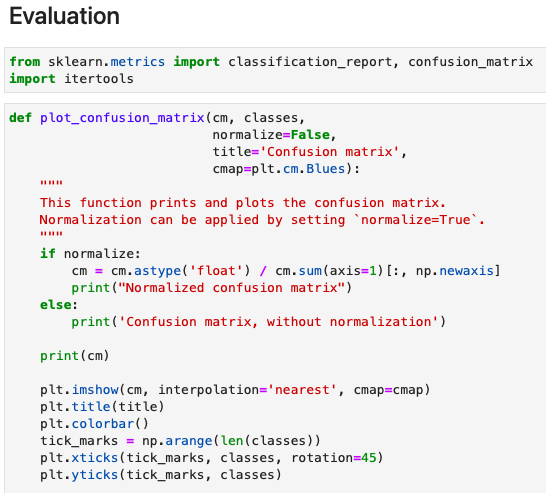 Evaluation
from sklearn.metrics import classification_report, confusion_matrix
import itertools
def plot_confusion_matrix(cm, classes,
                          normalize=False,
                          title='Confusion matrix',
                          cmap=plt.cm.Blues):
    """
    This function prints and plots the confusion matrix.
    Normalization can be applied by setting `normalize=True`.
    """
    if normalize:
        cm = cm.astype('float') / cm.sum(axis=1)[:, np.newaxis]
        print("Normalized confusion matrix")
    else:
        print('Confusion matrix, without normalization')

    print(cm)

    plt.imshow(cm, interpolation='nearest', cmap=cmap)
    plt.title(title)
    plt.colorbar()
    tick_marks = np.arange(len(classes))
    plt.xticks(tick_marks, classes, rotation=45)
    plt.yticks(tick_marks, classes)